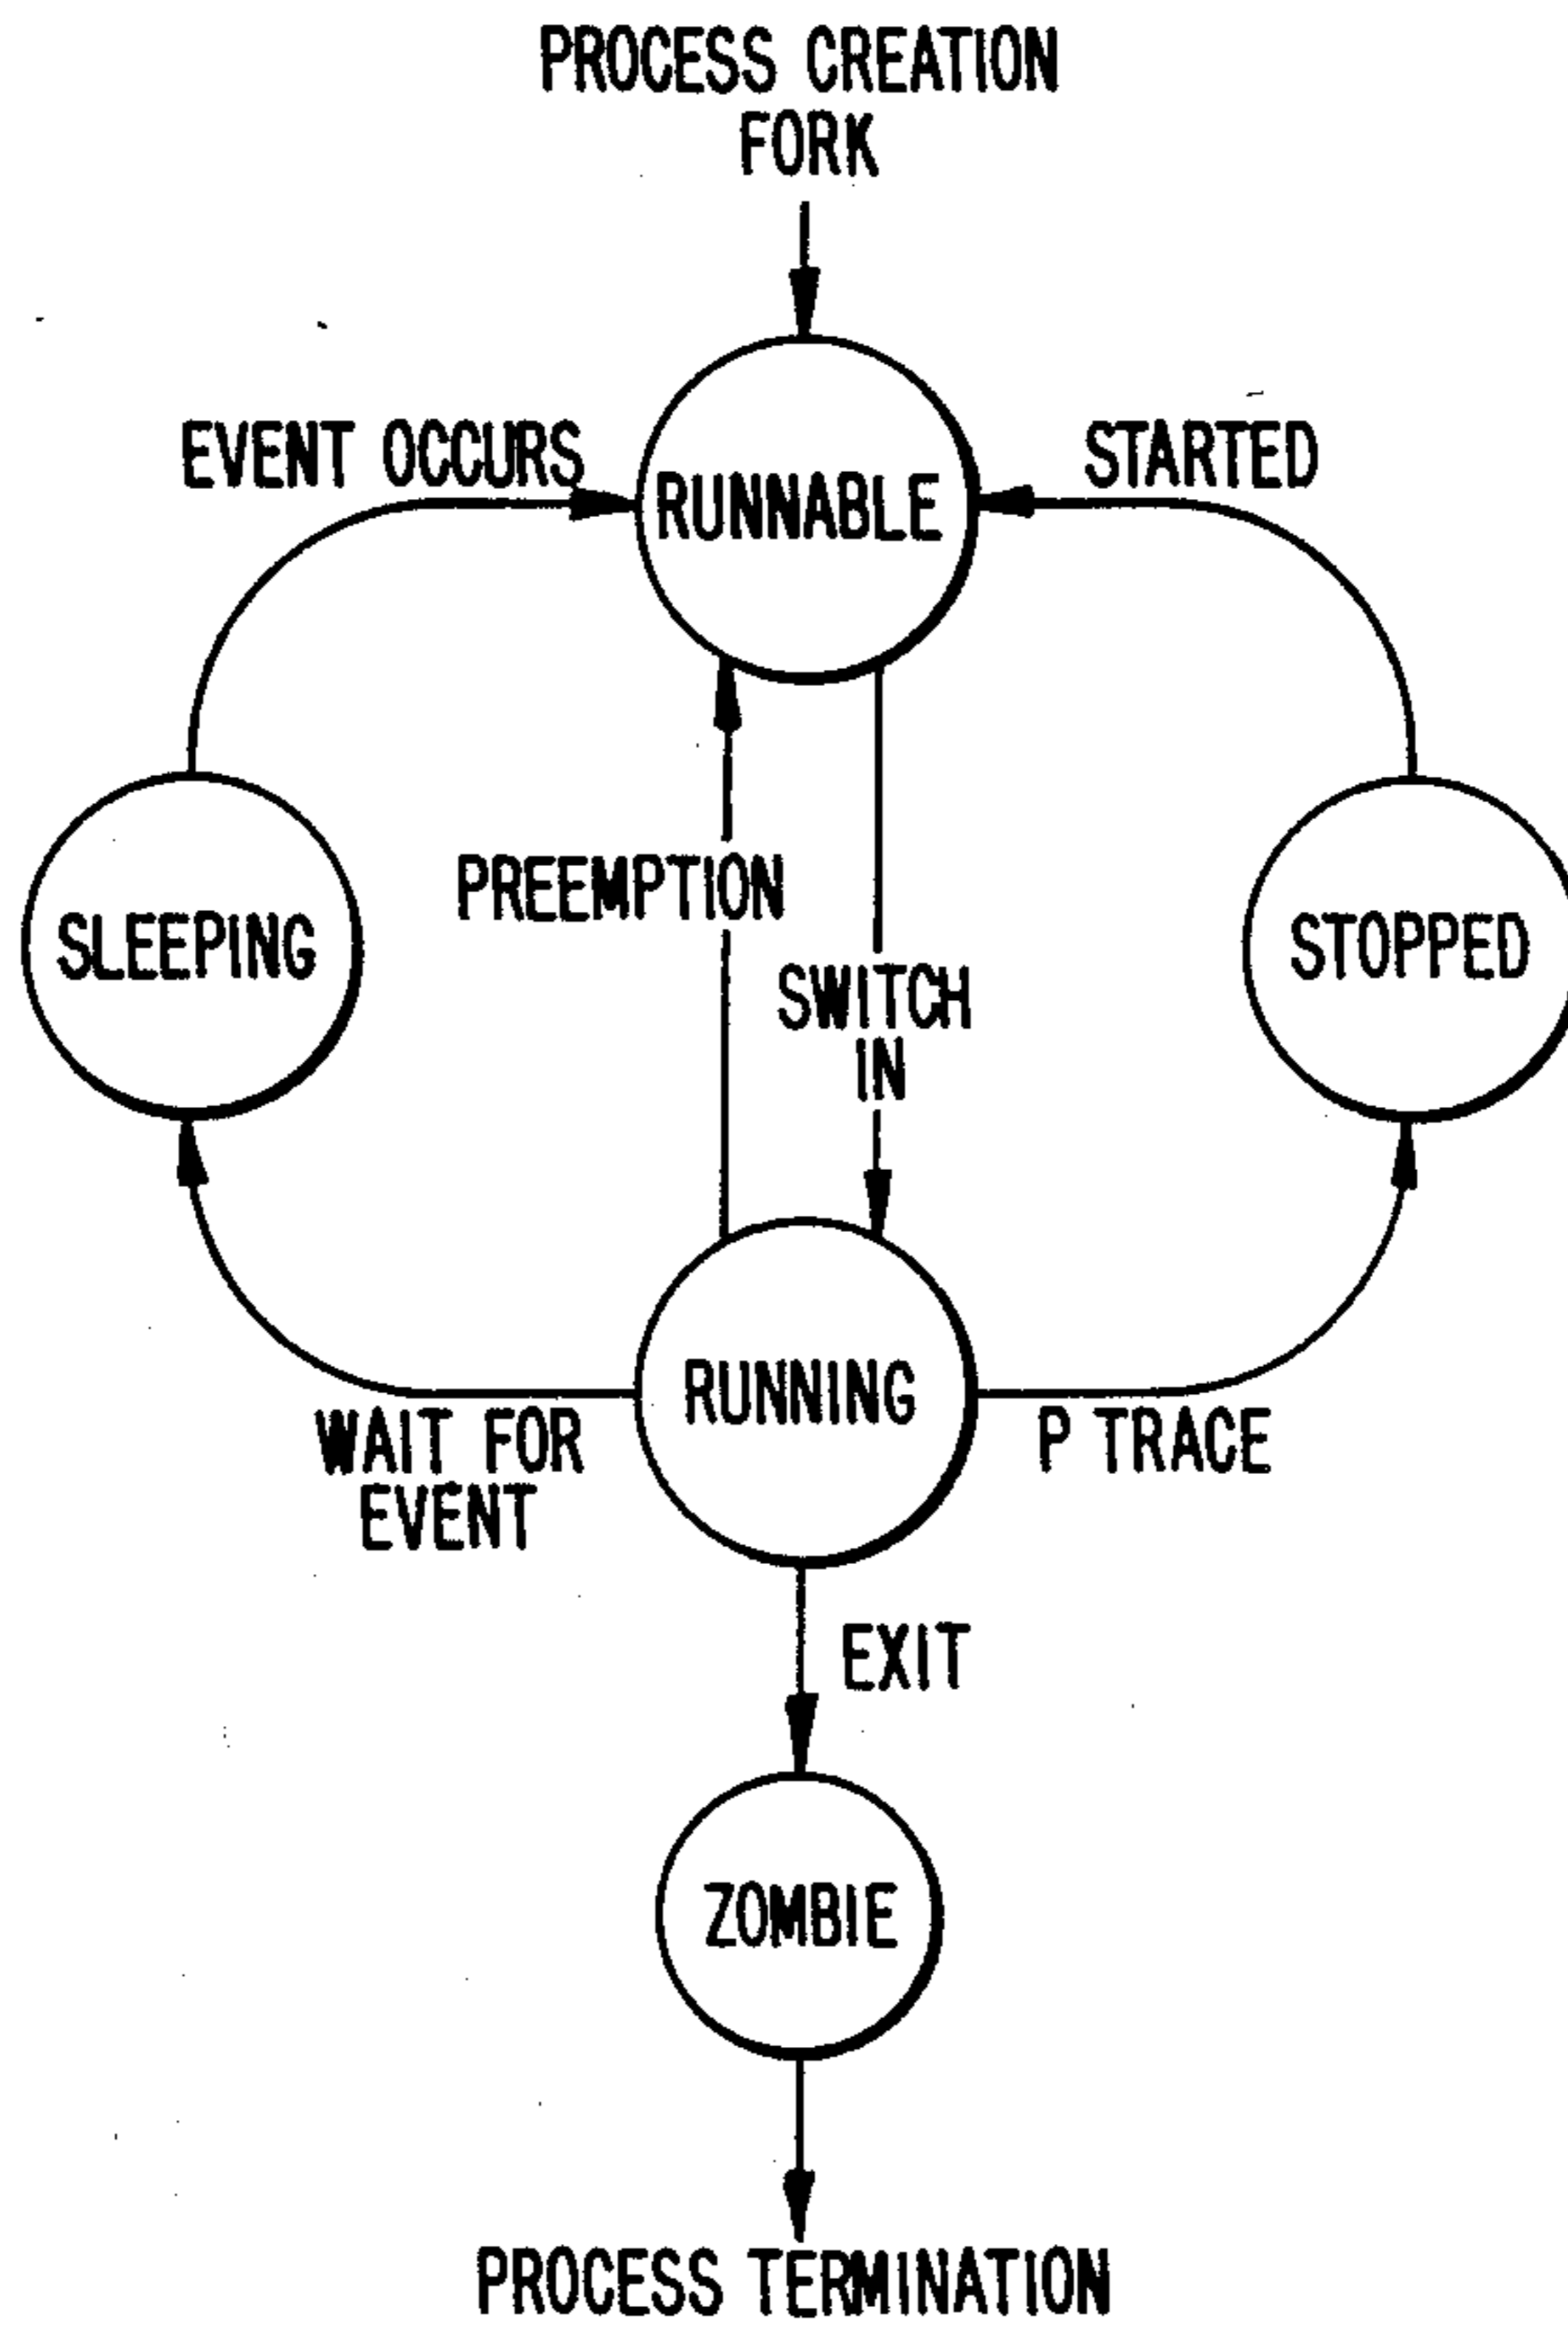 PROCESS CREATION
FORK
EVENT OCCURS
STARTED
RUNNABLE
PREEMPTION
SLEEPING
STOPPED
SWITCH
IN
RUNNING
WAIT FOR
EVENT
P TRACE
EXIT
ZOMBIE
PROCESS TERMINATION